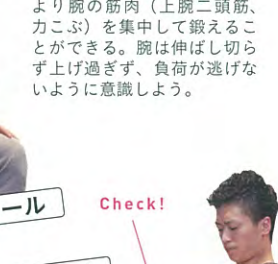 より腕の筋肉（上腕二頭筋、
力こぶ）を集中して鍛えるこ
とができる。腕は伸ばし切ら
ず上げ過ぎず、負荷が逃げな
いように意識しよう。
ール
Check!